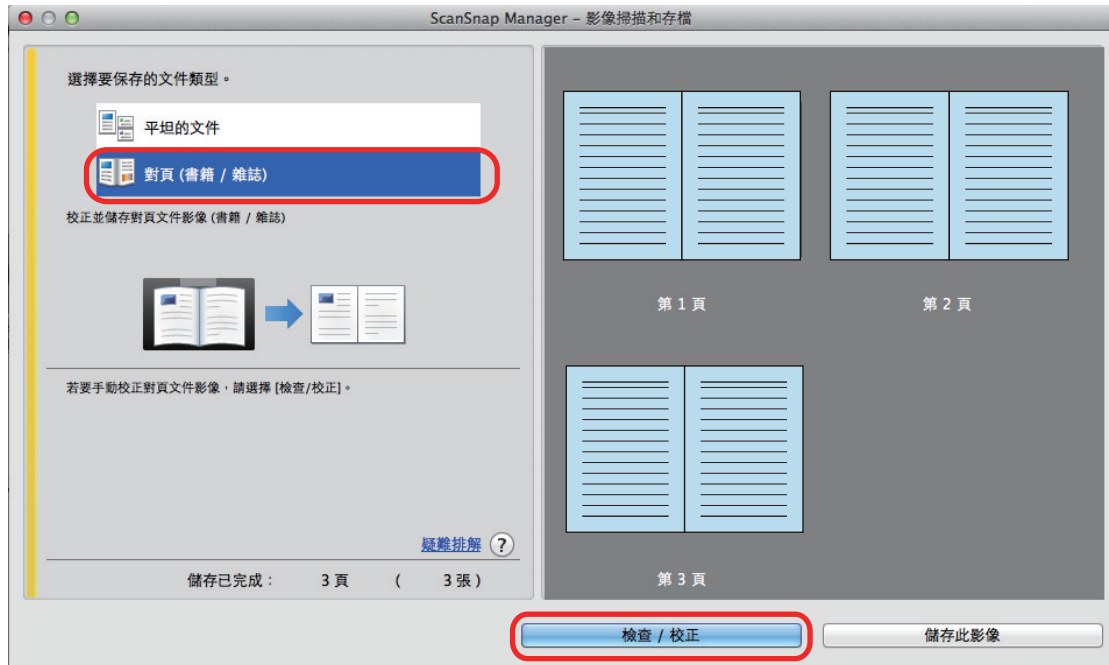 ScanSnap Manager – 影像掃描和存檔
選擇要保存的文件類型。
平坦的文件
對頁 (書籍 / 雜誌)
校正並儲存對頁文件影像 (書籍 / 雜誌)
若要手動校正對頁文件影像，請選擇 [檢查/校正]。
疑難排解 ?
儲存已完成： 3 頁 ( 3 張 )
第 1 頁
第 2 頁
第 3 頁
檢查 / 校正
儲存此影像